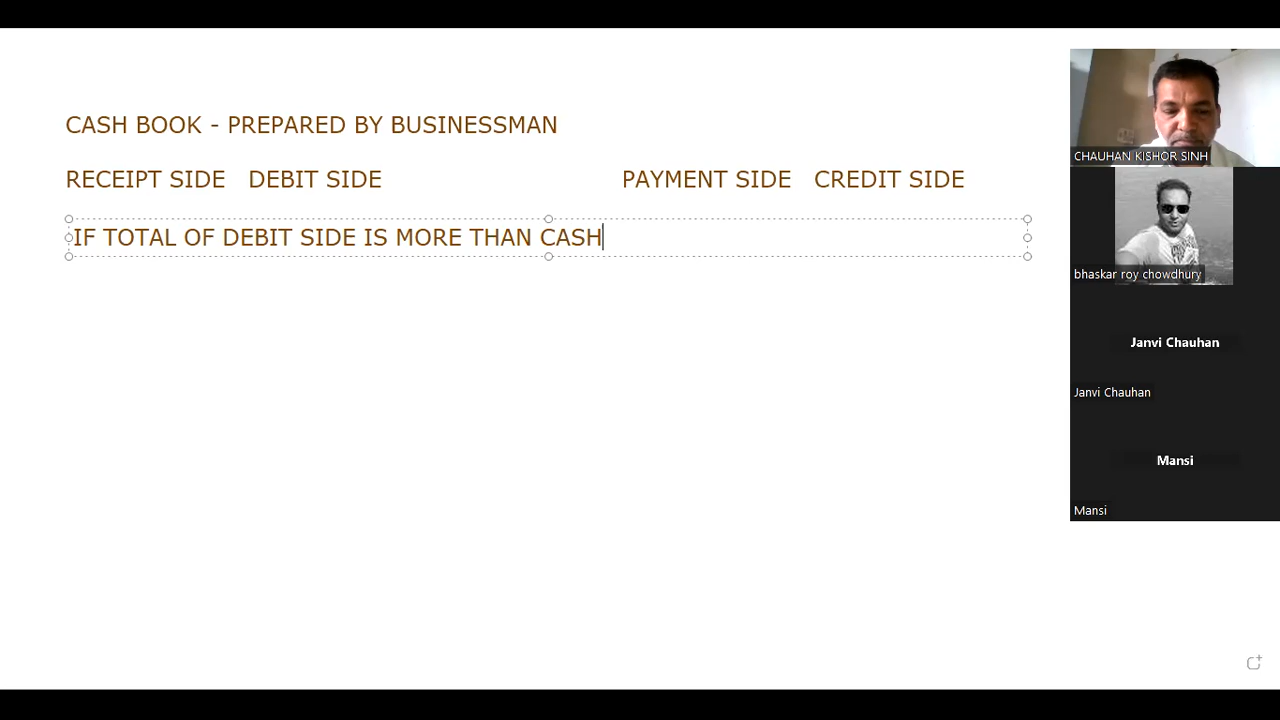 CASH BOOK - PREPARED BY BUSINESSMAN
RECEIPT SIDE DEBIT SIDE PAYMENT SIDE CREDIT SIDE
IF TOTAL OF DEBIT SIDE IS MORE THAN CASH
CHAUHAN KISHOR SINH
bhaskar roy chowdhury
Janvi Chauhan
Janvi Chauhan
Mansi
Mansi